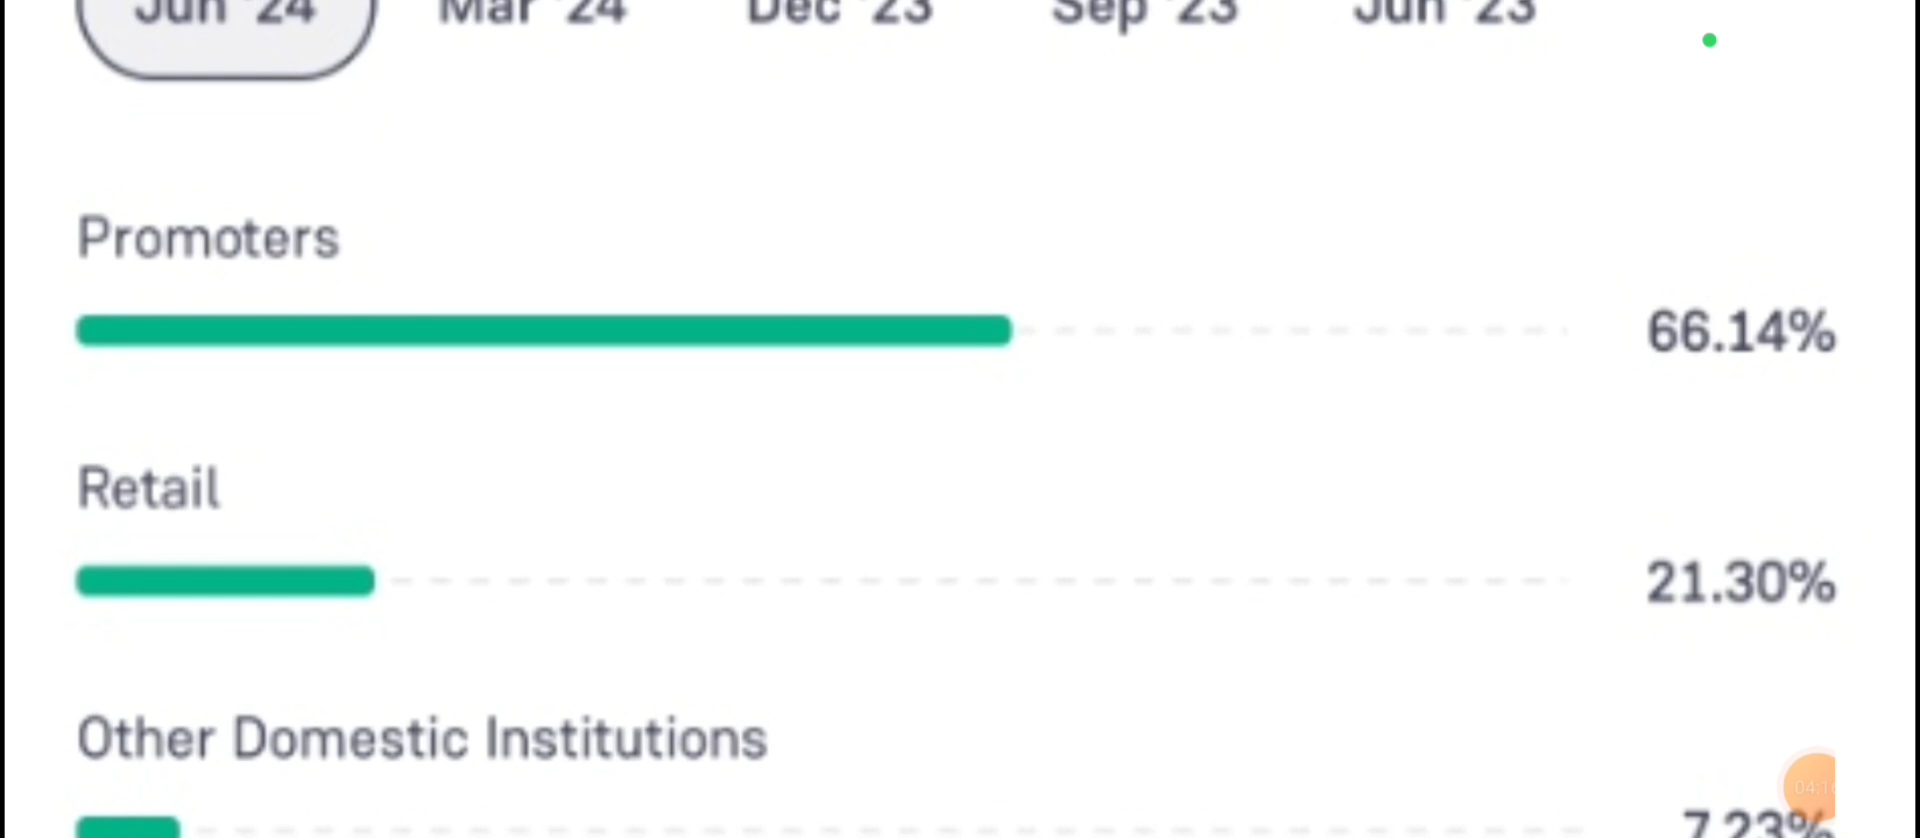 Jun '24 Mar '24 Dec '23 Sep '23 Jun '23
Promoters
66.14%
Retail
21.30%
Other Domestic Institutions
7.23%